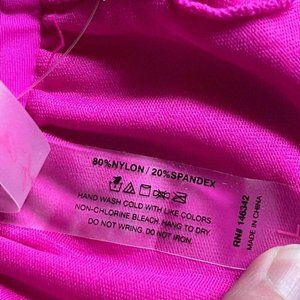 80%NYLON / 20%SPANDEX
HAND WASH COLD WITH LIKE COLORS
NON-CHLORINE BLEACH. HANG TO DRY
DO NOT WRING. DO NOT IRON.
RN# 146342
MADE IN CHINA